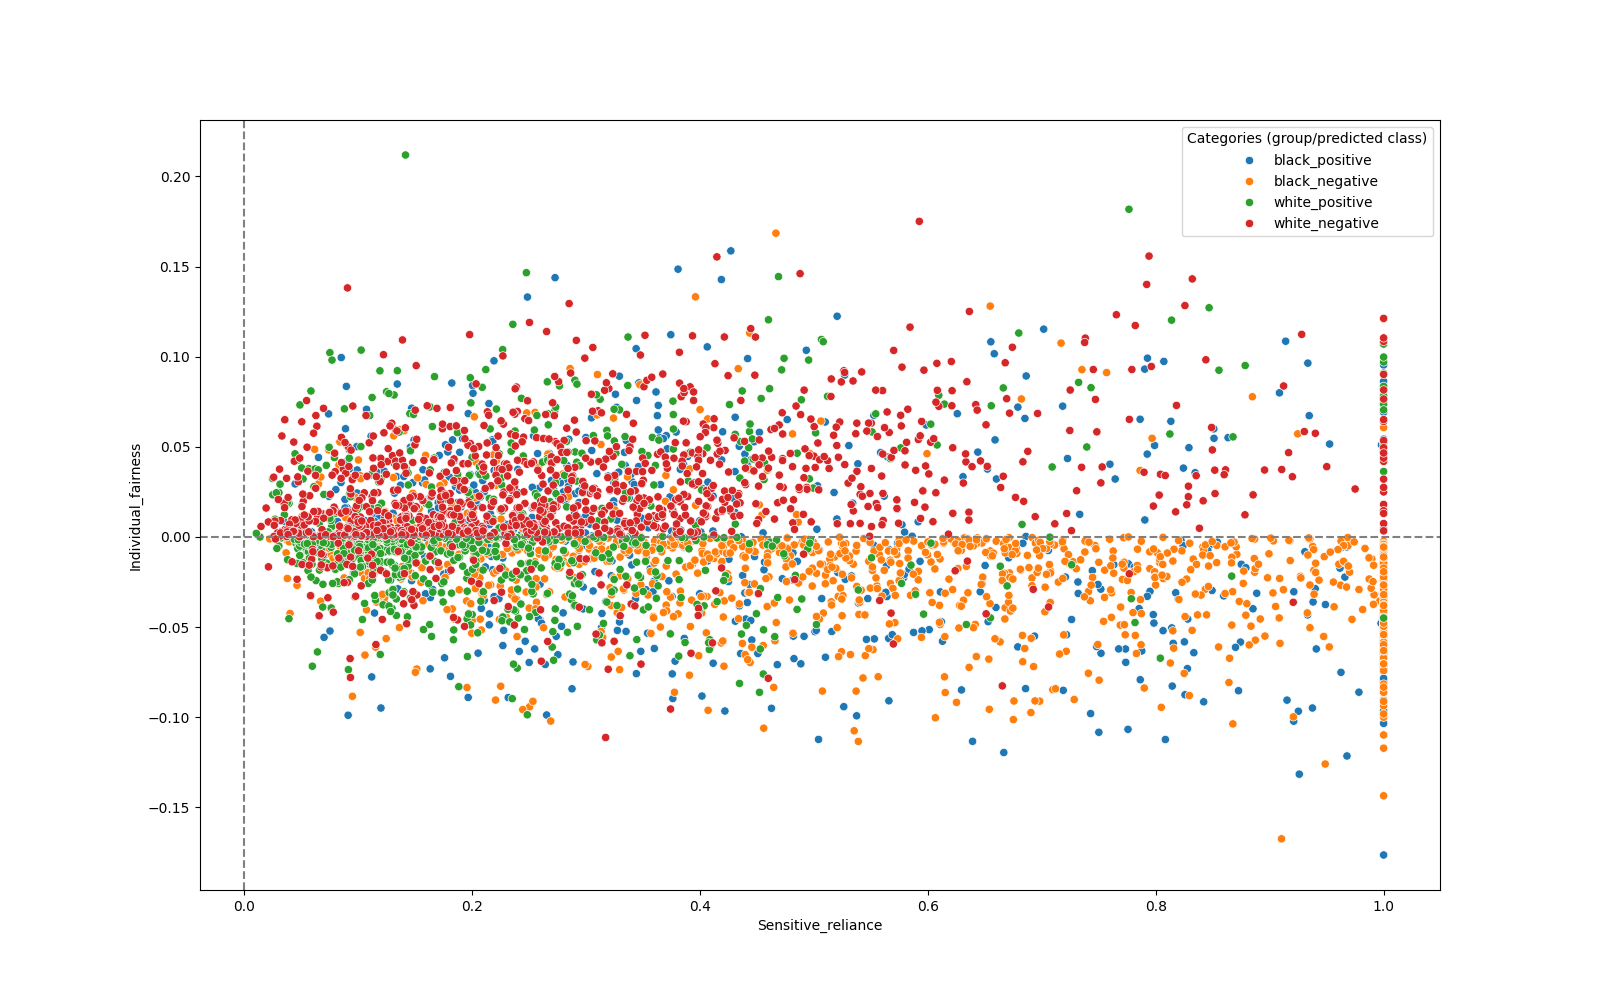 Categories (group/predicted class)
black_positive
black_negative
white_positive
white_negative
0.20
0.15
0.10
0.05
0.00
−0.05
−0.10
−0.15
Individual_fairness
0.0 0.2 0.4 0.6 0.8 1.0
Sensitive_reliance